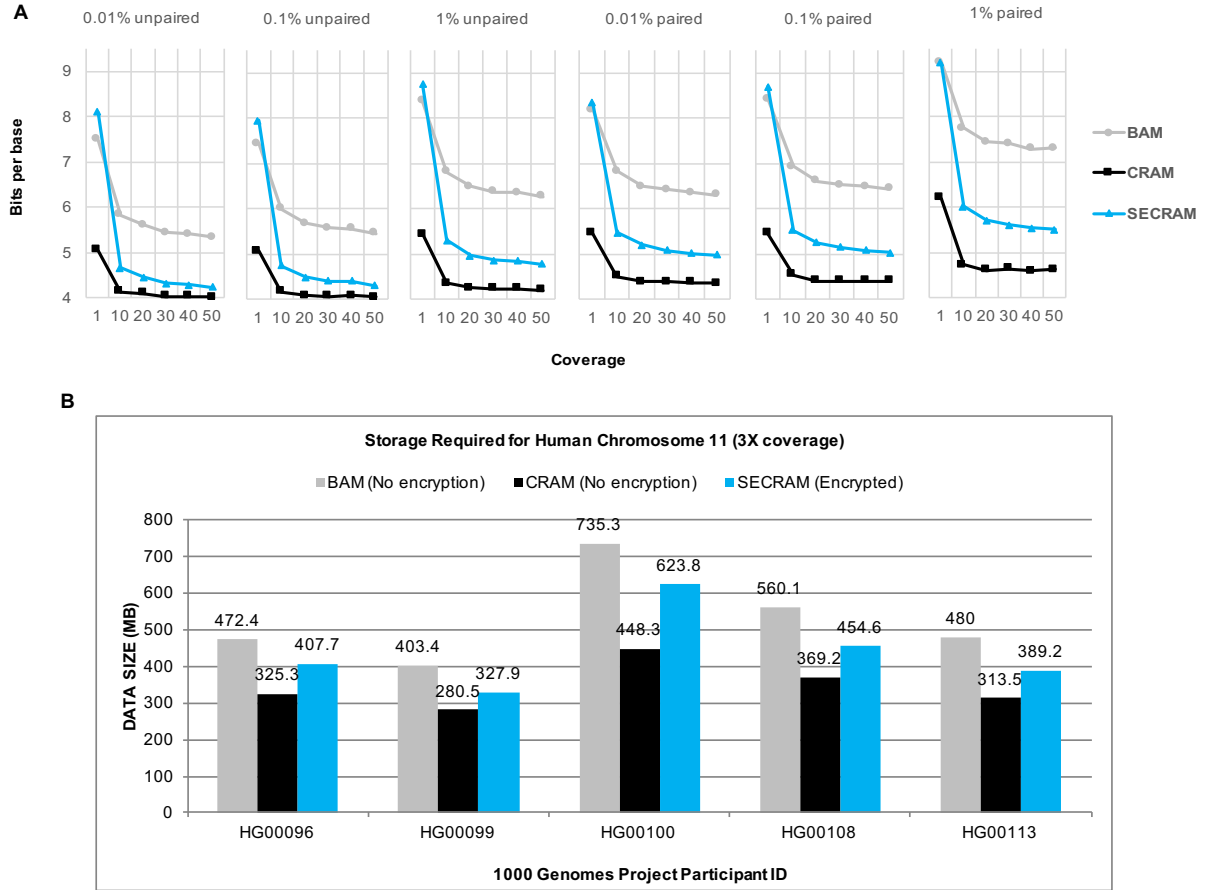 A
0.01% unpaired 0.1% unpaired 1% unpaired 0.01% paired 0.1% paired 1% paired
Bits per base
9
8
7
6
5
4
BAM
CRAM
SECRAM
1 10 20 30 40 50 1 10 20 30 40 50 1 10 20 30 40 50 1 10 20 30 40 50 1 10 20 30 40 50 1 10 20 30 40 50
Coverage
B
Storage Required for Human Chromosome 11 (3X coverage)
BAM (No encryption) CRAM (No encryption) SECRAM (Encrypted)
DATA SIZE (MB)
800
700
600
500
400
300
200
100
0
472.4 325.3 407.7
403.4 280.5 327.9
735.3 448.3 623.8
560.1 369.2 454.6
480 313.5 389.2
HG00096 HG00099 HG00100 HG00108 HG00113
1000 Genomes Project Participant ID